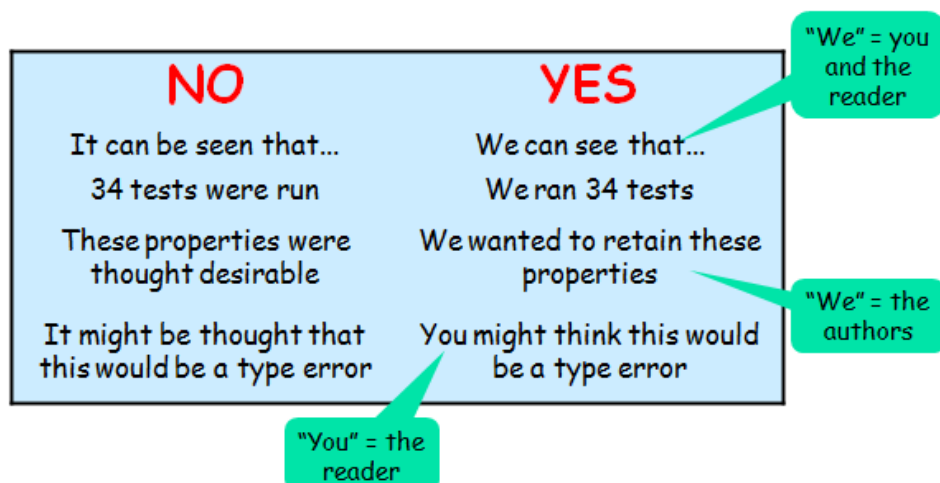 NO
YES
“We” = you
and the
reader
It can be seen that...
We can see that...
34 tests were run
We ran 34 tests
These properties were
thought desirable
We wanted to retain these
properties
“We” = the
authors
It might be thought that
this would be a type error
You might think this would
be a type error
“You” = the
reader